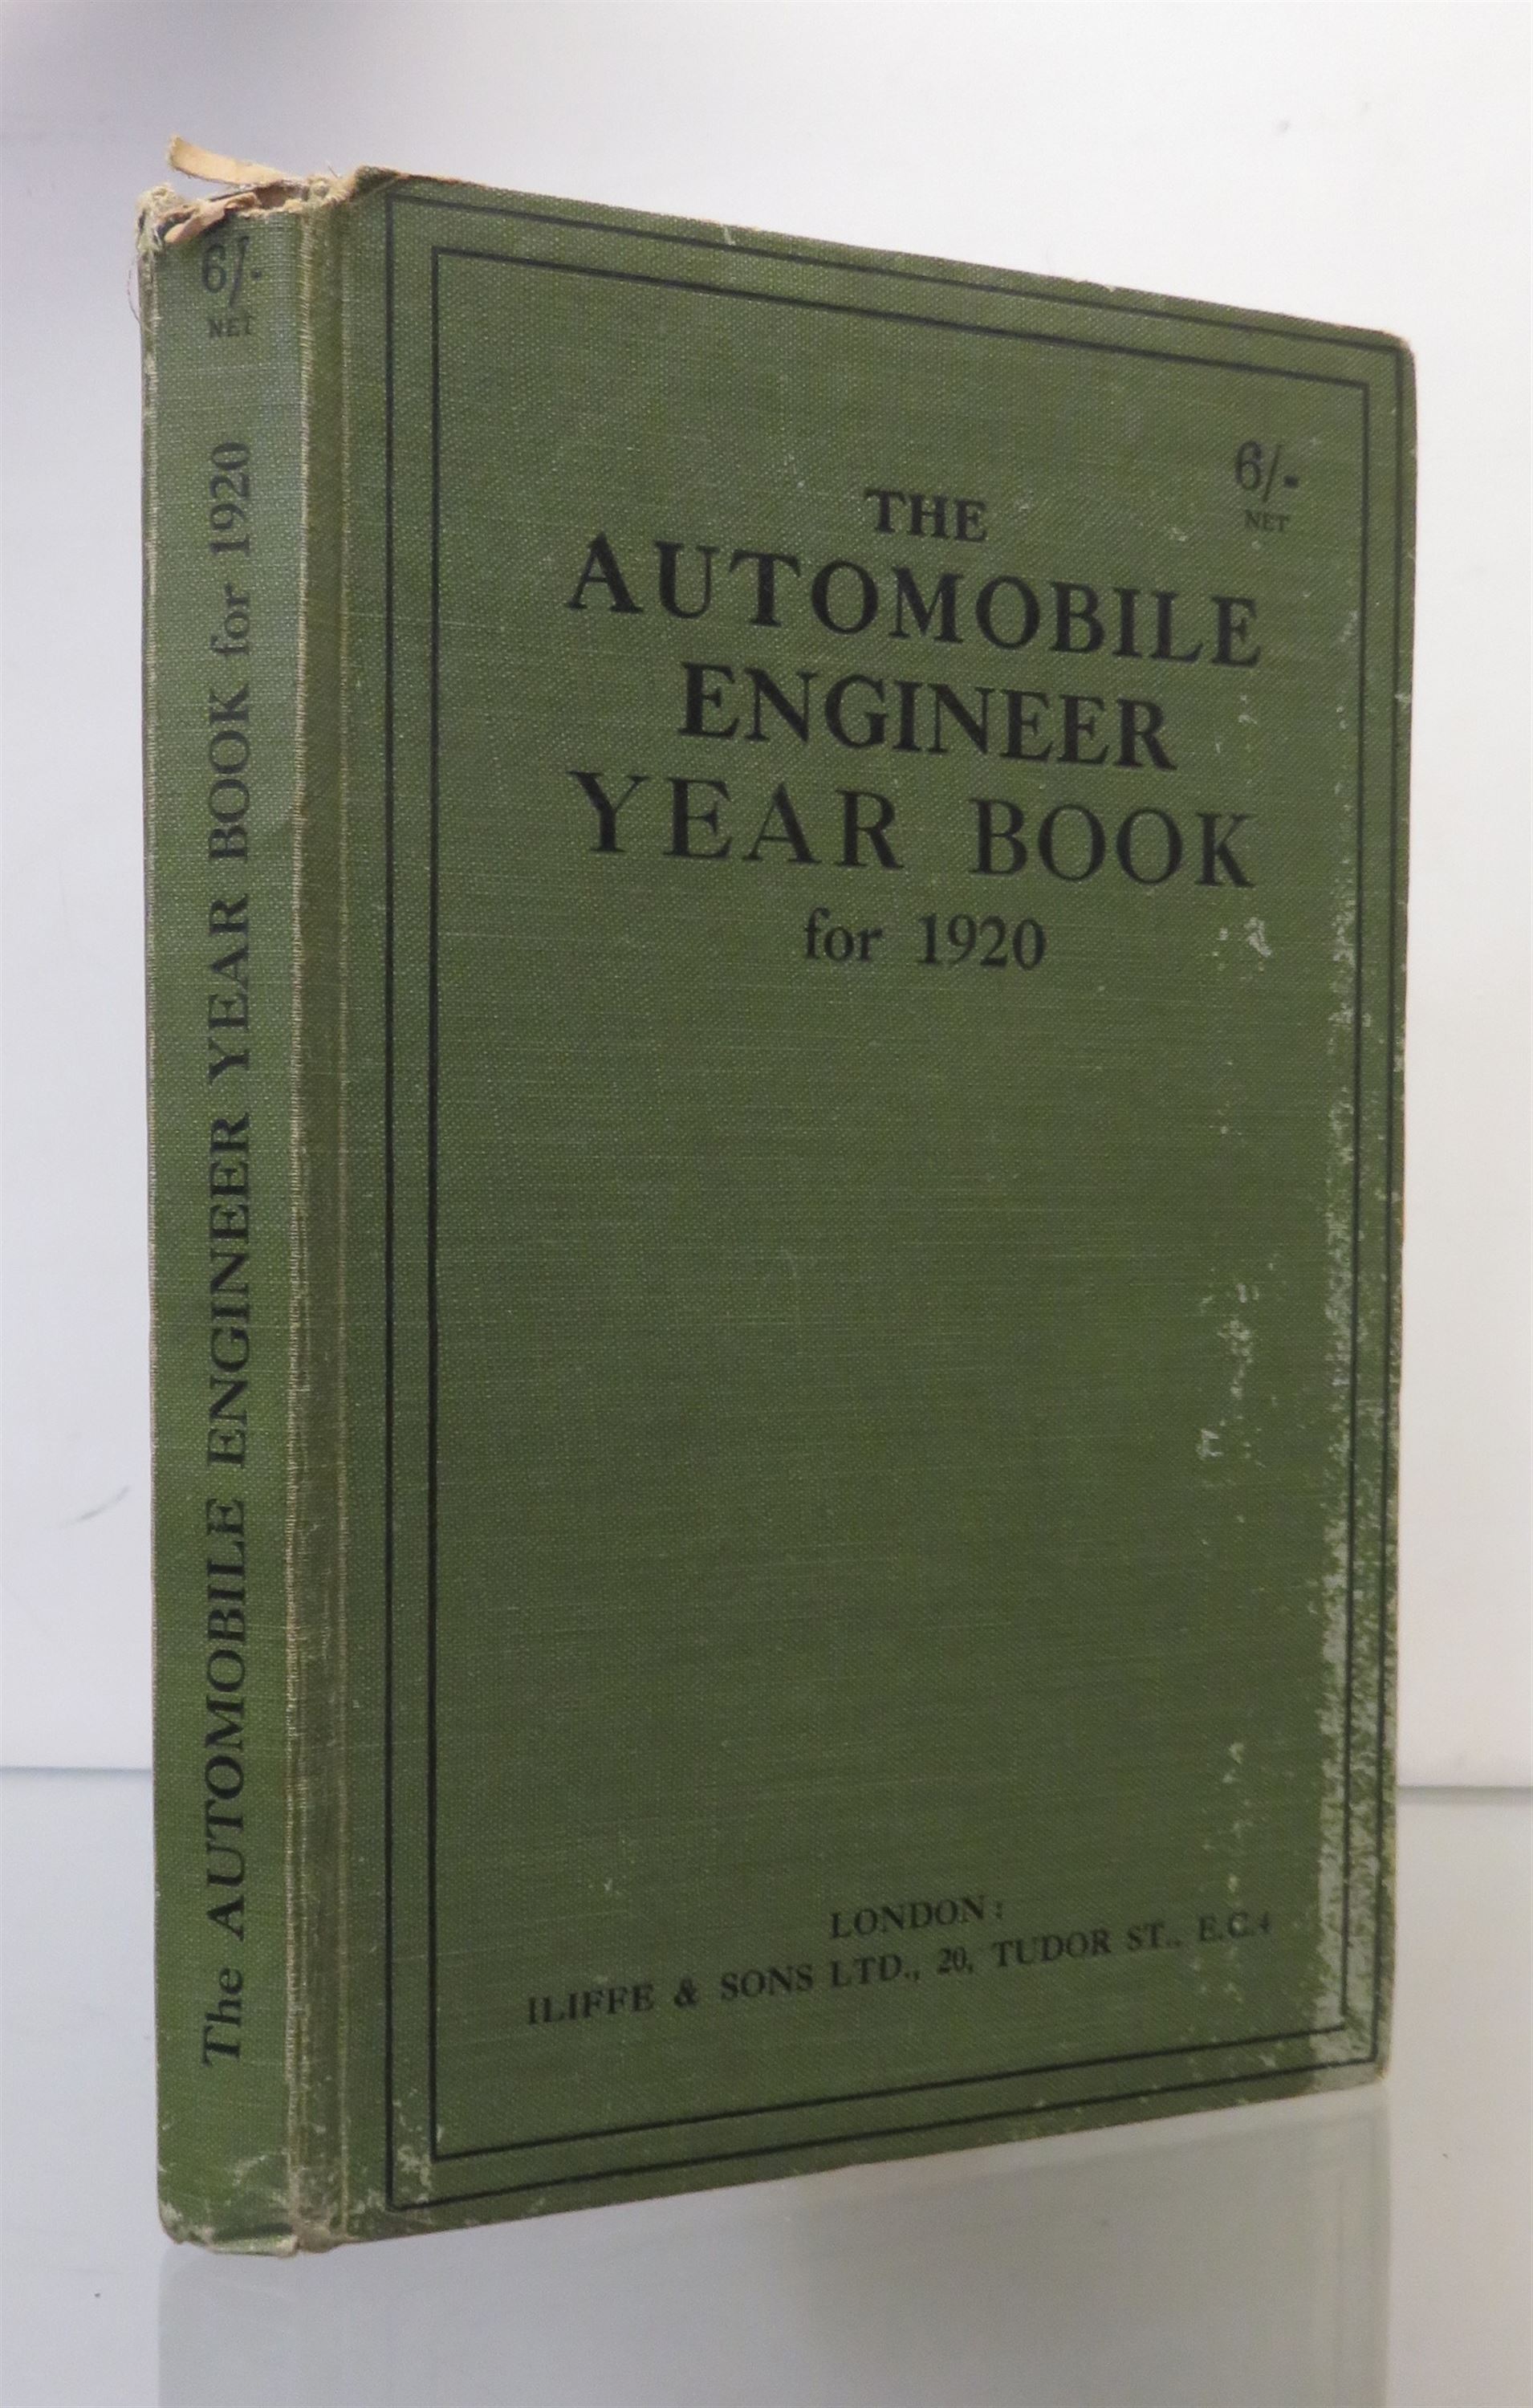 6/-
NET
The AUTOMOBILE ENGINEER YEAR BOOK for 1920
6/-
NET
THE
AUTOMOBILE
ENGINEER
YEAR BOOK
for 1920
LONDON:
ILIFFE & SONS LTD., 20, TUDOR ST., E.C.4